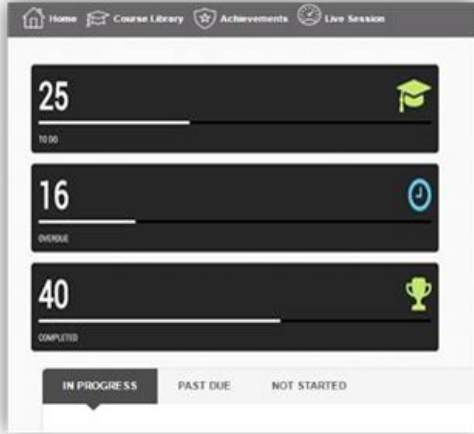 Home Course Library Achievements Live Session
25
TO DO
16
OVERDUE
40
COMPLETED
IN PROGRESS PAST DUE NOT STARTED